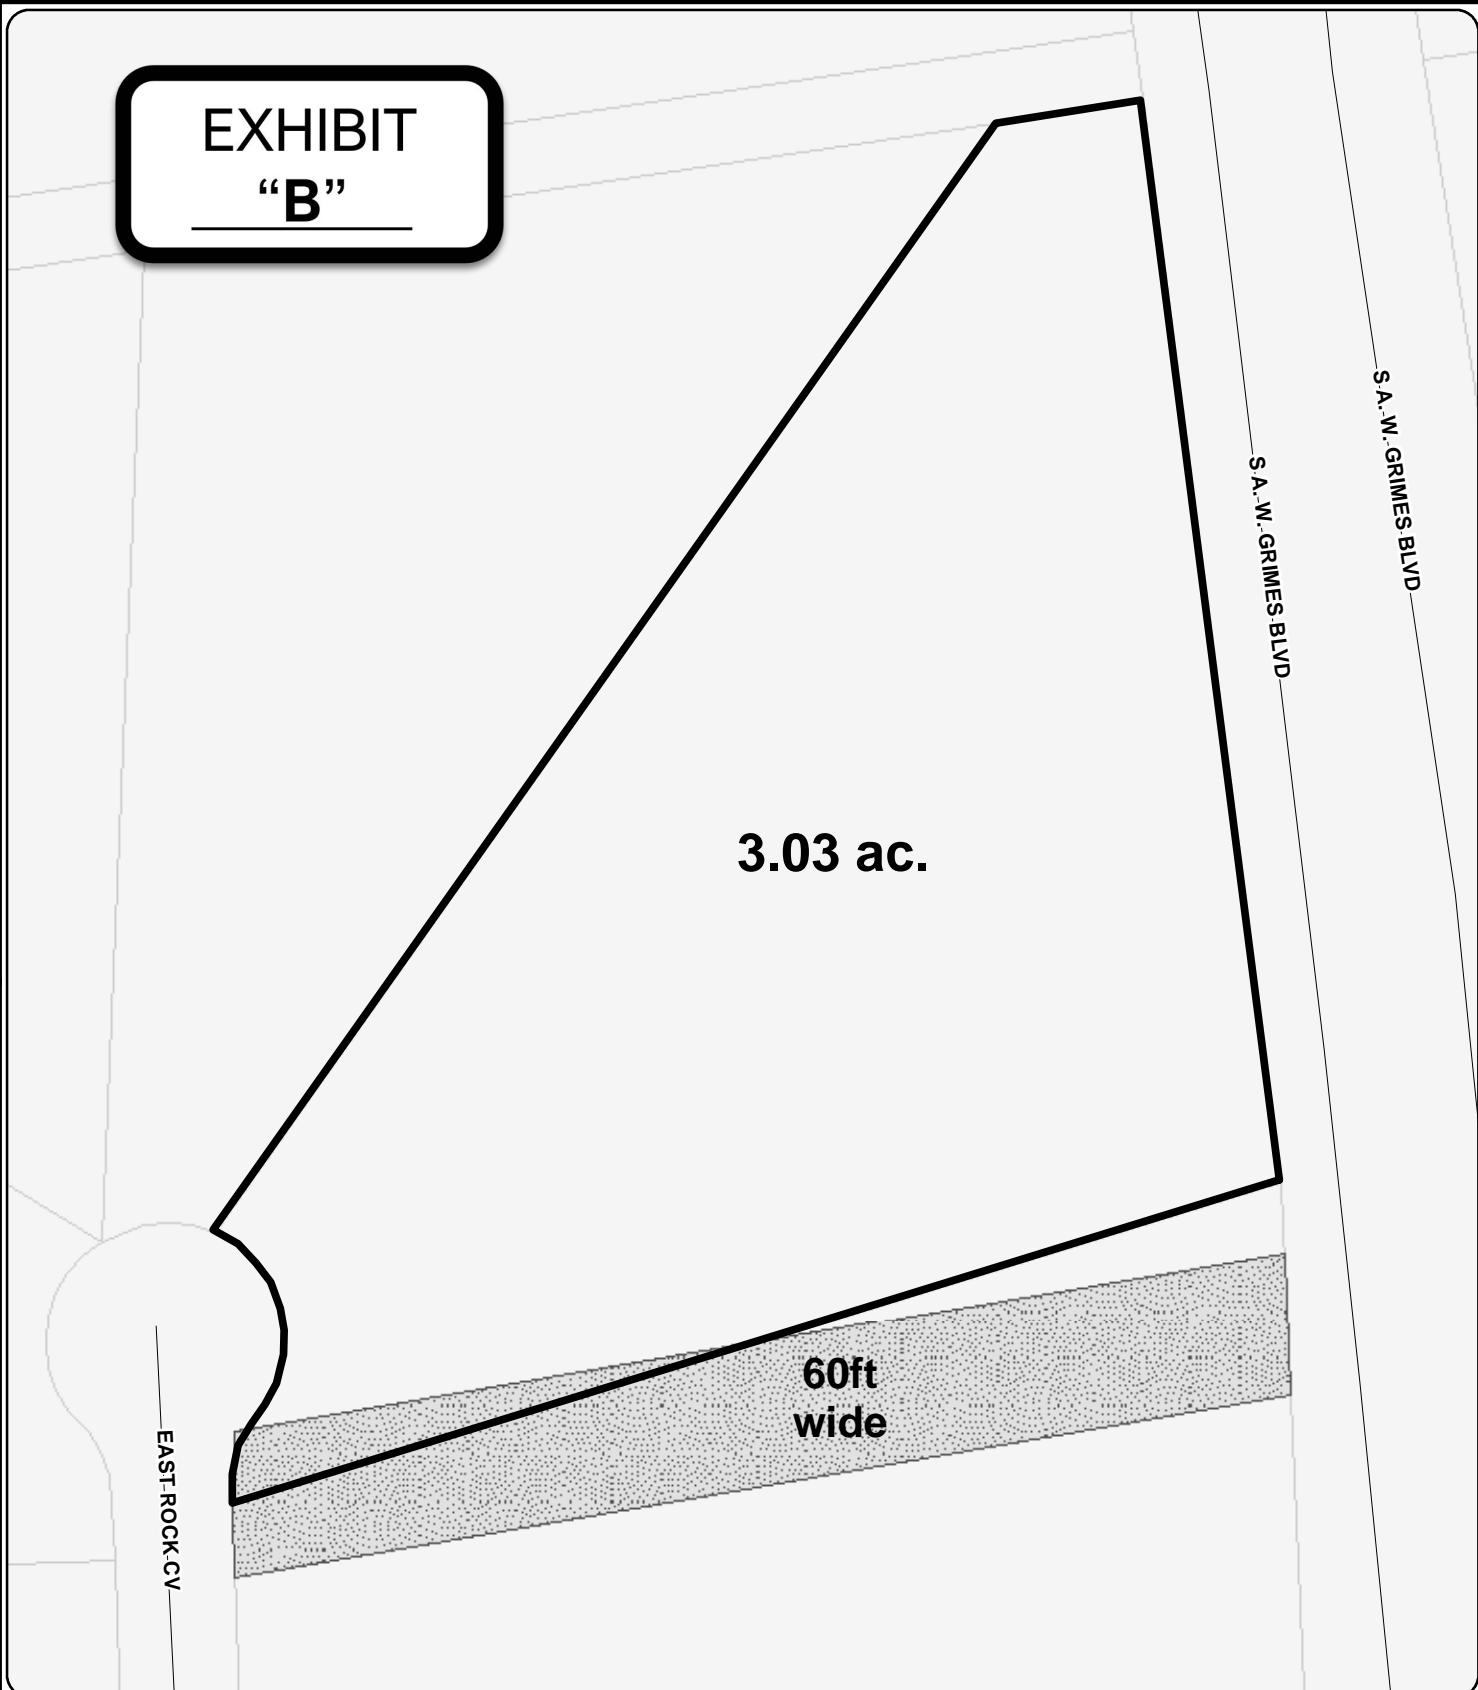 EXHIBIT
“B”
S A. W. GRIMES BLVD
S A. W. GRIMES BLVD
3.03 ac.
60ft
wide
EAST ROCK CV